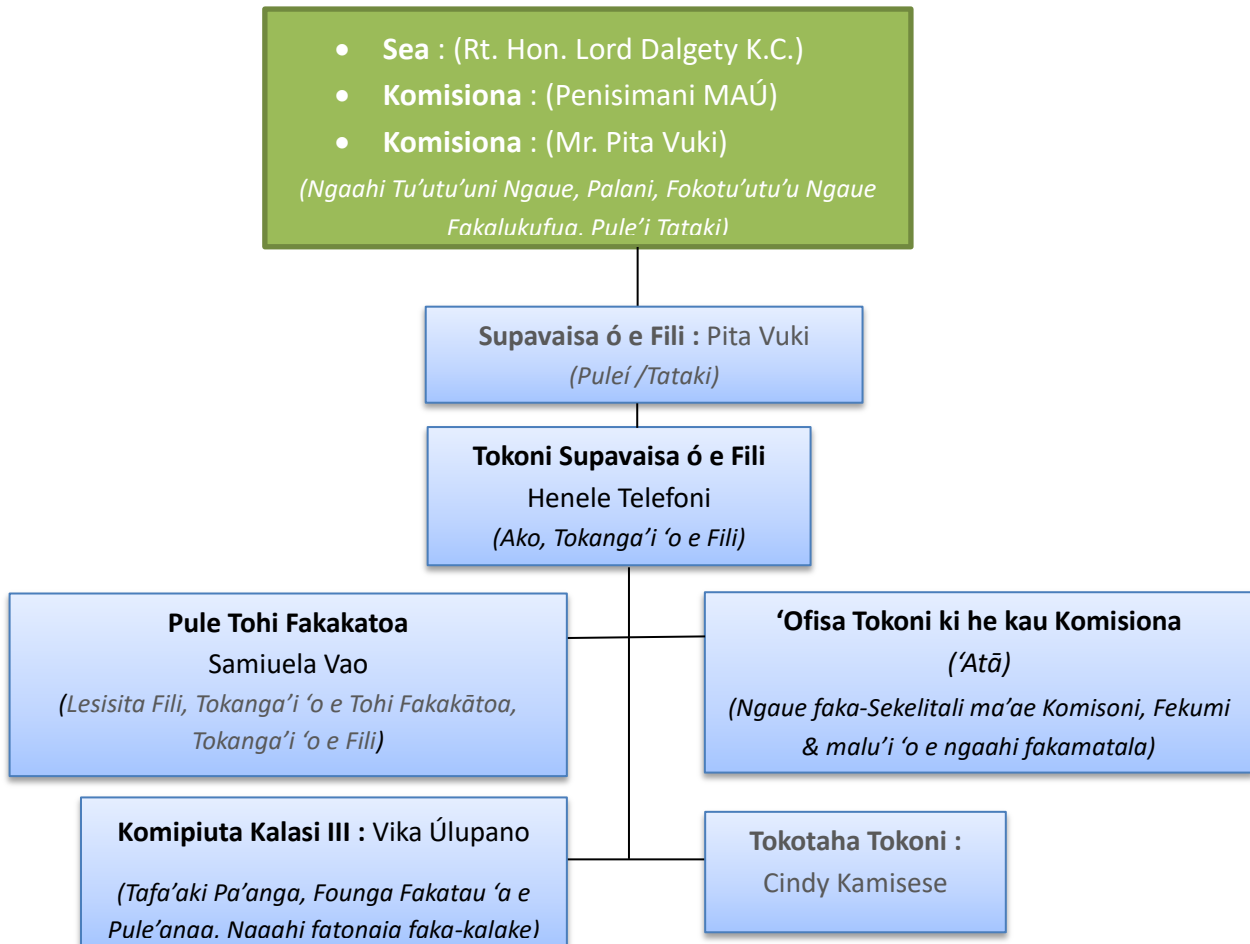 • Sea : (Rt. Hon. Lord Dalgety K.C.)
• Komisiona : (Penisimani MAÚ)
• Komisiona : (Mr. Pita Vuki)
(Ngaahi Tu’utu’uni Ngaue, Palani, Fokotu’utu’u Ngaue
Fakalukufua, Pule’i Tataki)
Supavaisa ó e Fili : Pita Vuki
(Puleí /Tataki)
Tokoni Supavaisa ó e Fili
Henele Telefoni
(Ako, Tokanga’i ‘o e Fili)
Pule Tohi Fakakatoa
Samiuela Vao
(Lesisita Fili, Tokanga’i ‘o e Tohi Fakakātoa,
Tokanga’i ‘o e Fili)
‘Ofisa Tokoni ki he kau Komisiona
(‘Atā)
(Ngaue faka-Sekelitali ma’ae Komisoni, Fekumi
& malu’i ‘o e ngaahi fakamatala)
Komipiuta Kalasi III : Vika Úlupano
(Tafa’aki Pa’anga, Founga Fakatau ‘a e
Pule’anga, Ngaahi fatongia faka-kalake)
Tokotaha Tokoni :
Cindy Kamisese